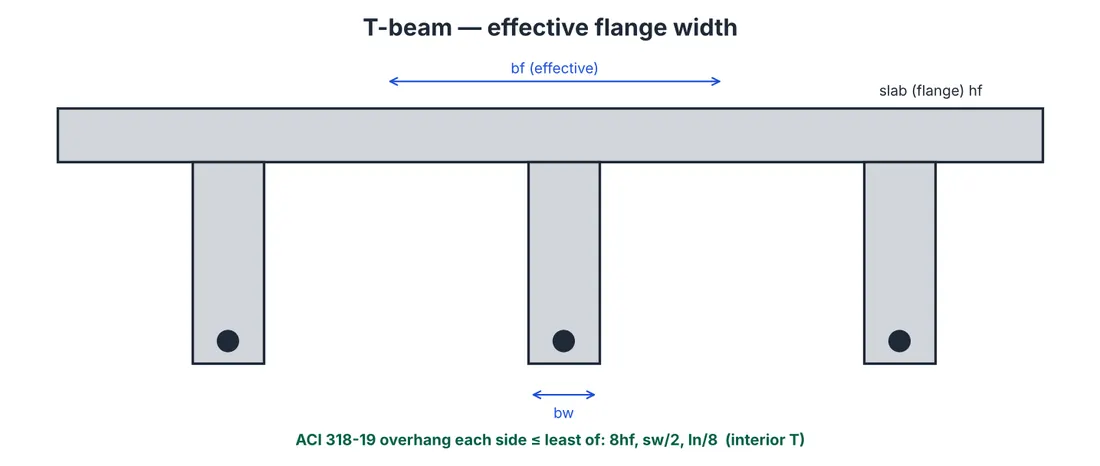 T-beam — effective flange width
bf (effective)
slab (flange) hf
bw
ACI 318-19 overhang each side ≤ least of: 8hf, sw/2, ln/8 (interior T)